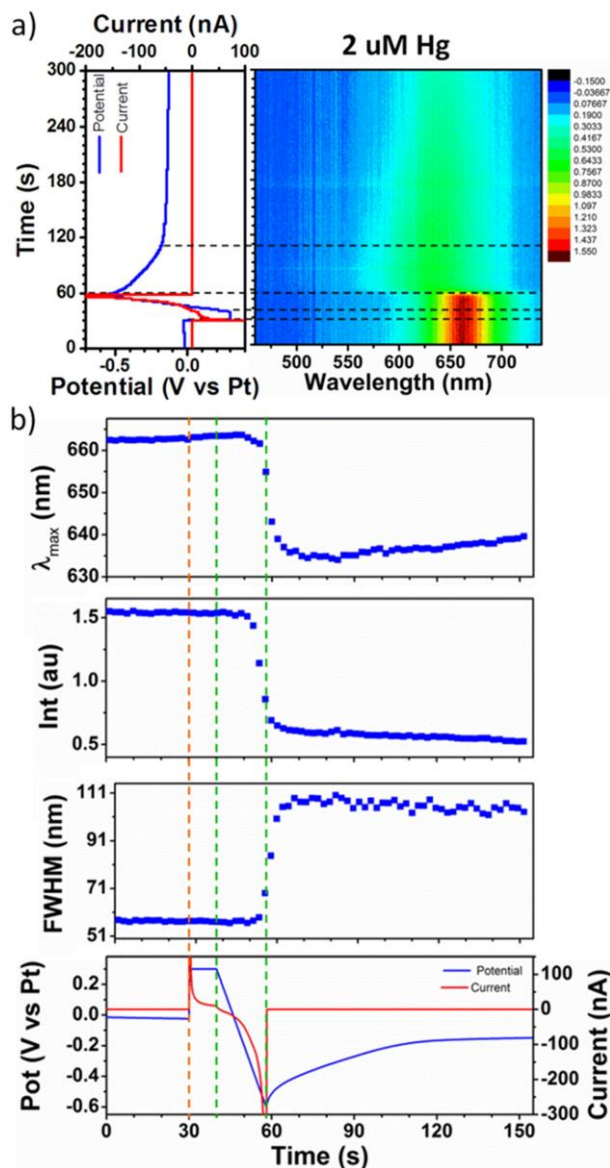 a)
Current (nA)
-200 -100 0 100
2 uM Hg
Potential
Current
Time (s)
300
240
180
120
60
0
-0.5 0.0
Potential (V vs Pt)
450 500 550 600 650 700
Wavelength (nm)
-0.1500
-0.03667
0.07667
0.1900
0.3033
0.4167
0.5300
0.6433
0.7567
0.8700
0.9833
1.097
1.210
1.323
1.437
1.550
b)
λmax (nm)
660
650
640
630
Int (au)
1.5
1.0
0.5
FWHM (nm)
111
91
71
51
Pot (V vs Pt)
0.2
0.0
-0.2
-0.4
-0.6
Potential
Current
100
0
-100
-200
-300
Current (nA)
0 30 60 90 120 150
Time (s)